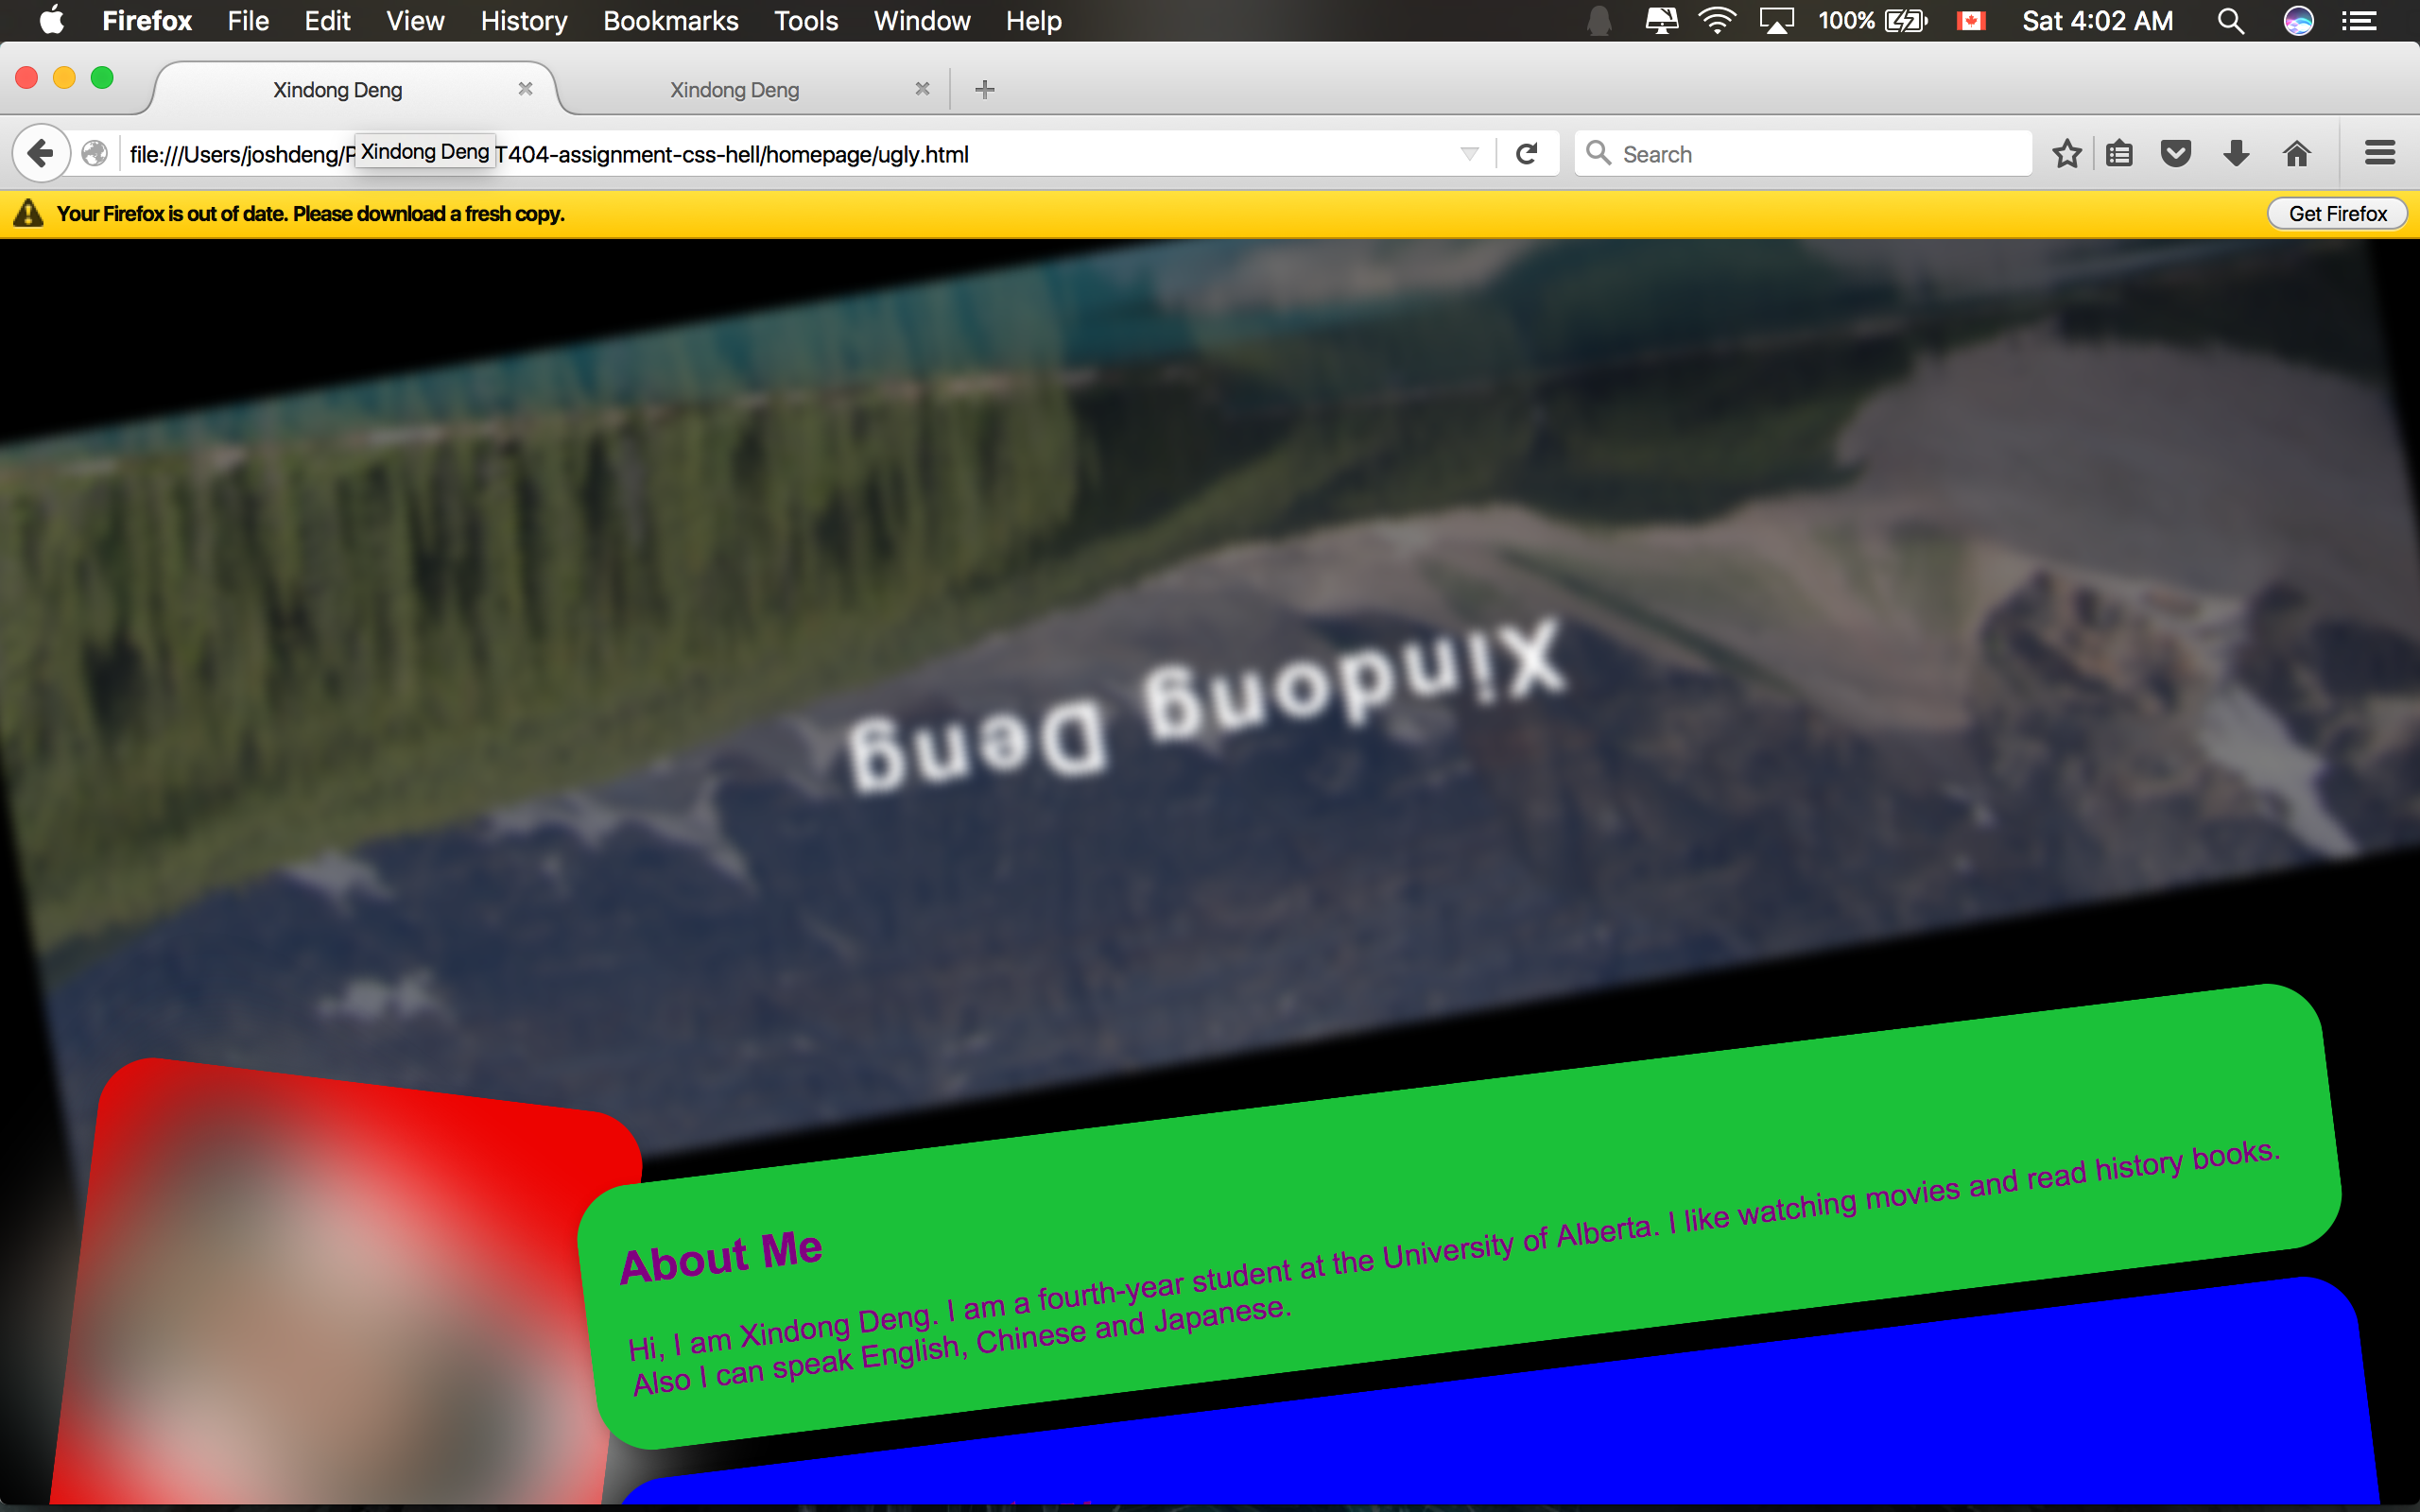 Firefox File Edit View History Bookmarks Tools Window Help 100% Sat 4:02 AM
Xindong Deng Xindong Deng
file:///Users/joshdeng/P Xindong Deng T404-assignment-css-hell/homepage/ugly.html Search
Your Firefox is out of date. Please download a fresh copy. Get Firefox
Xindong Deng
About Me
Hi, I am Xindong Deng. I am a fourth-year student at the University of Alberta. I like watching movies and read history books.
Also I can speak English, Chinese and Japanese.